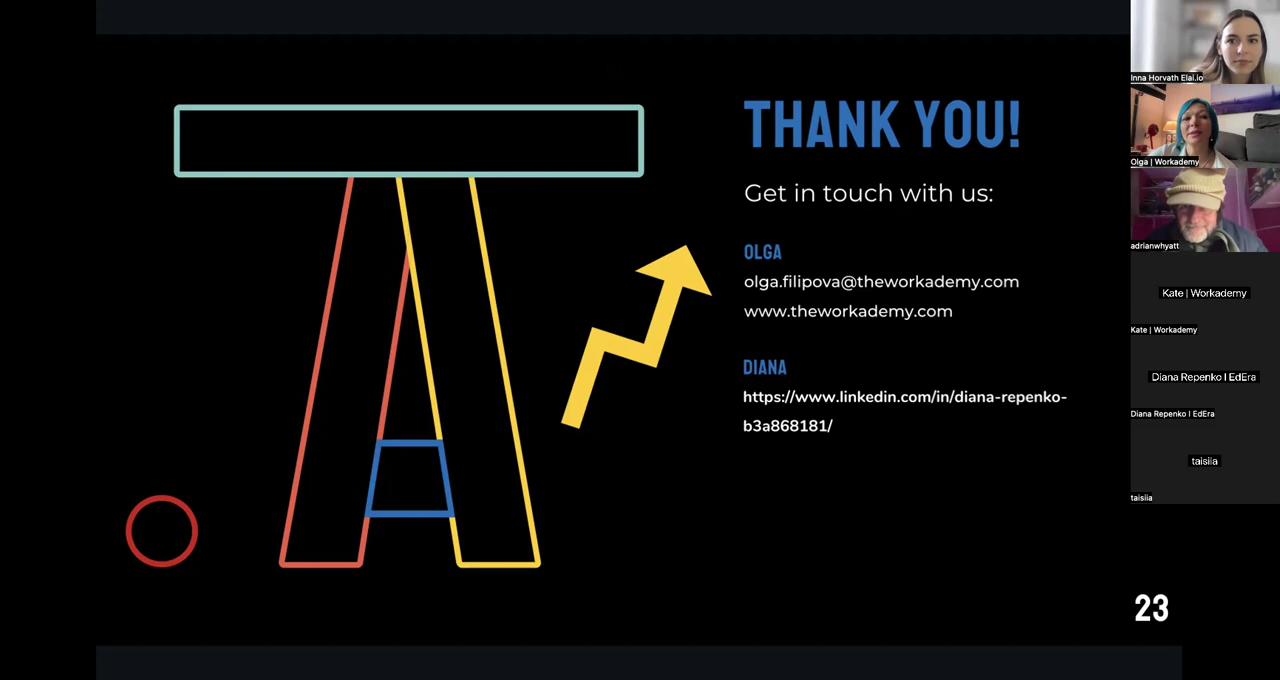 THANK YOU!
Get in touch with us:
OLGA
olga.filipova@theworkademy.com
www.theworkademy.com
DIANA
https://www.linkedin.com/in/diana-repenko-
b3a868181/
23
Inna Horvath Elai.io
Olga | Workademy
adrianwhyatt
Kate | Workademy
Kate | Workademy
Diana Repenko I EdEra
Diana Repenko I EdEra
taisiia
taisiia